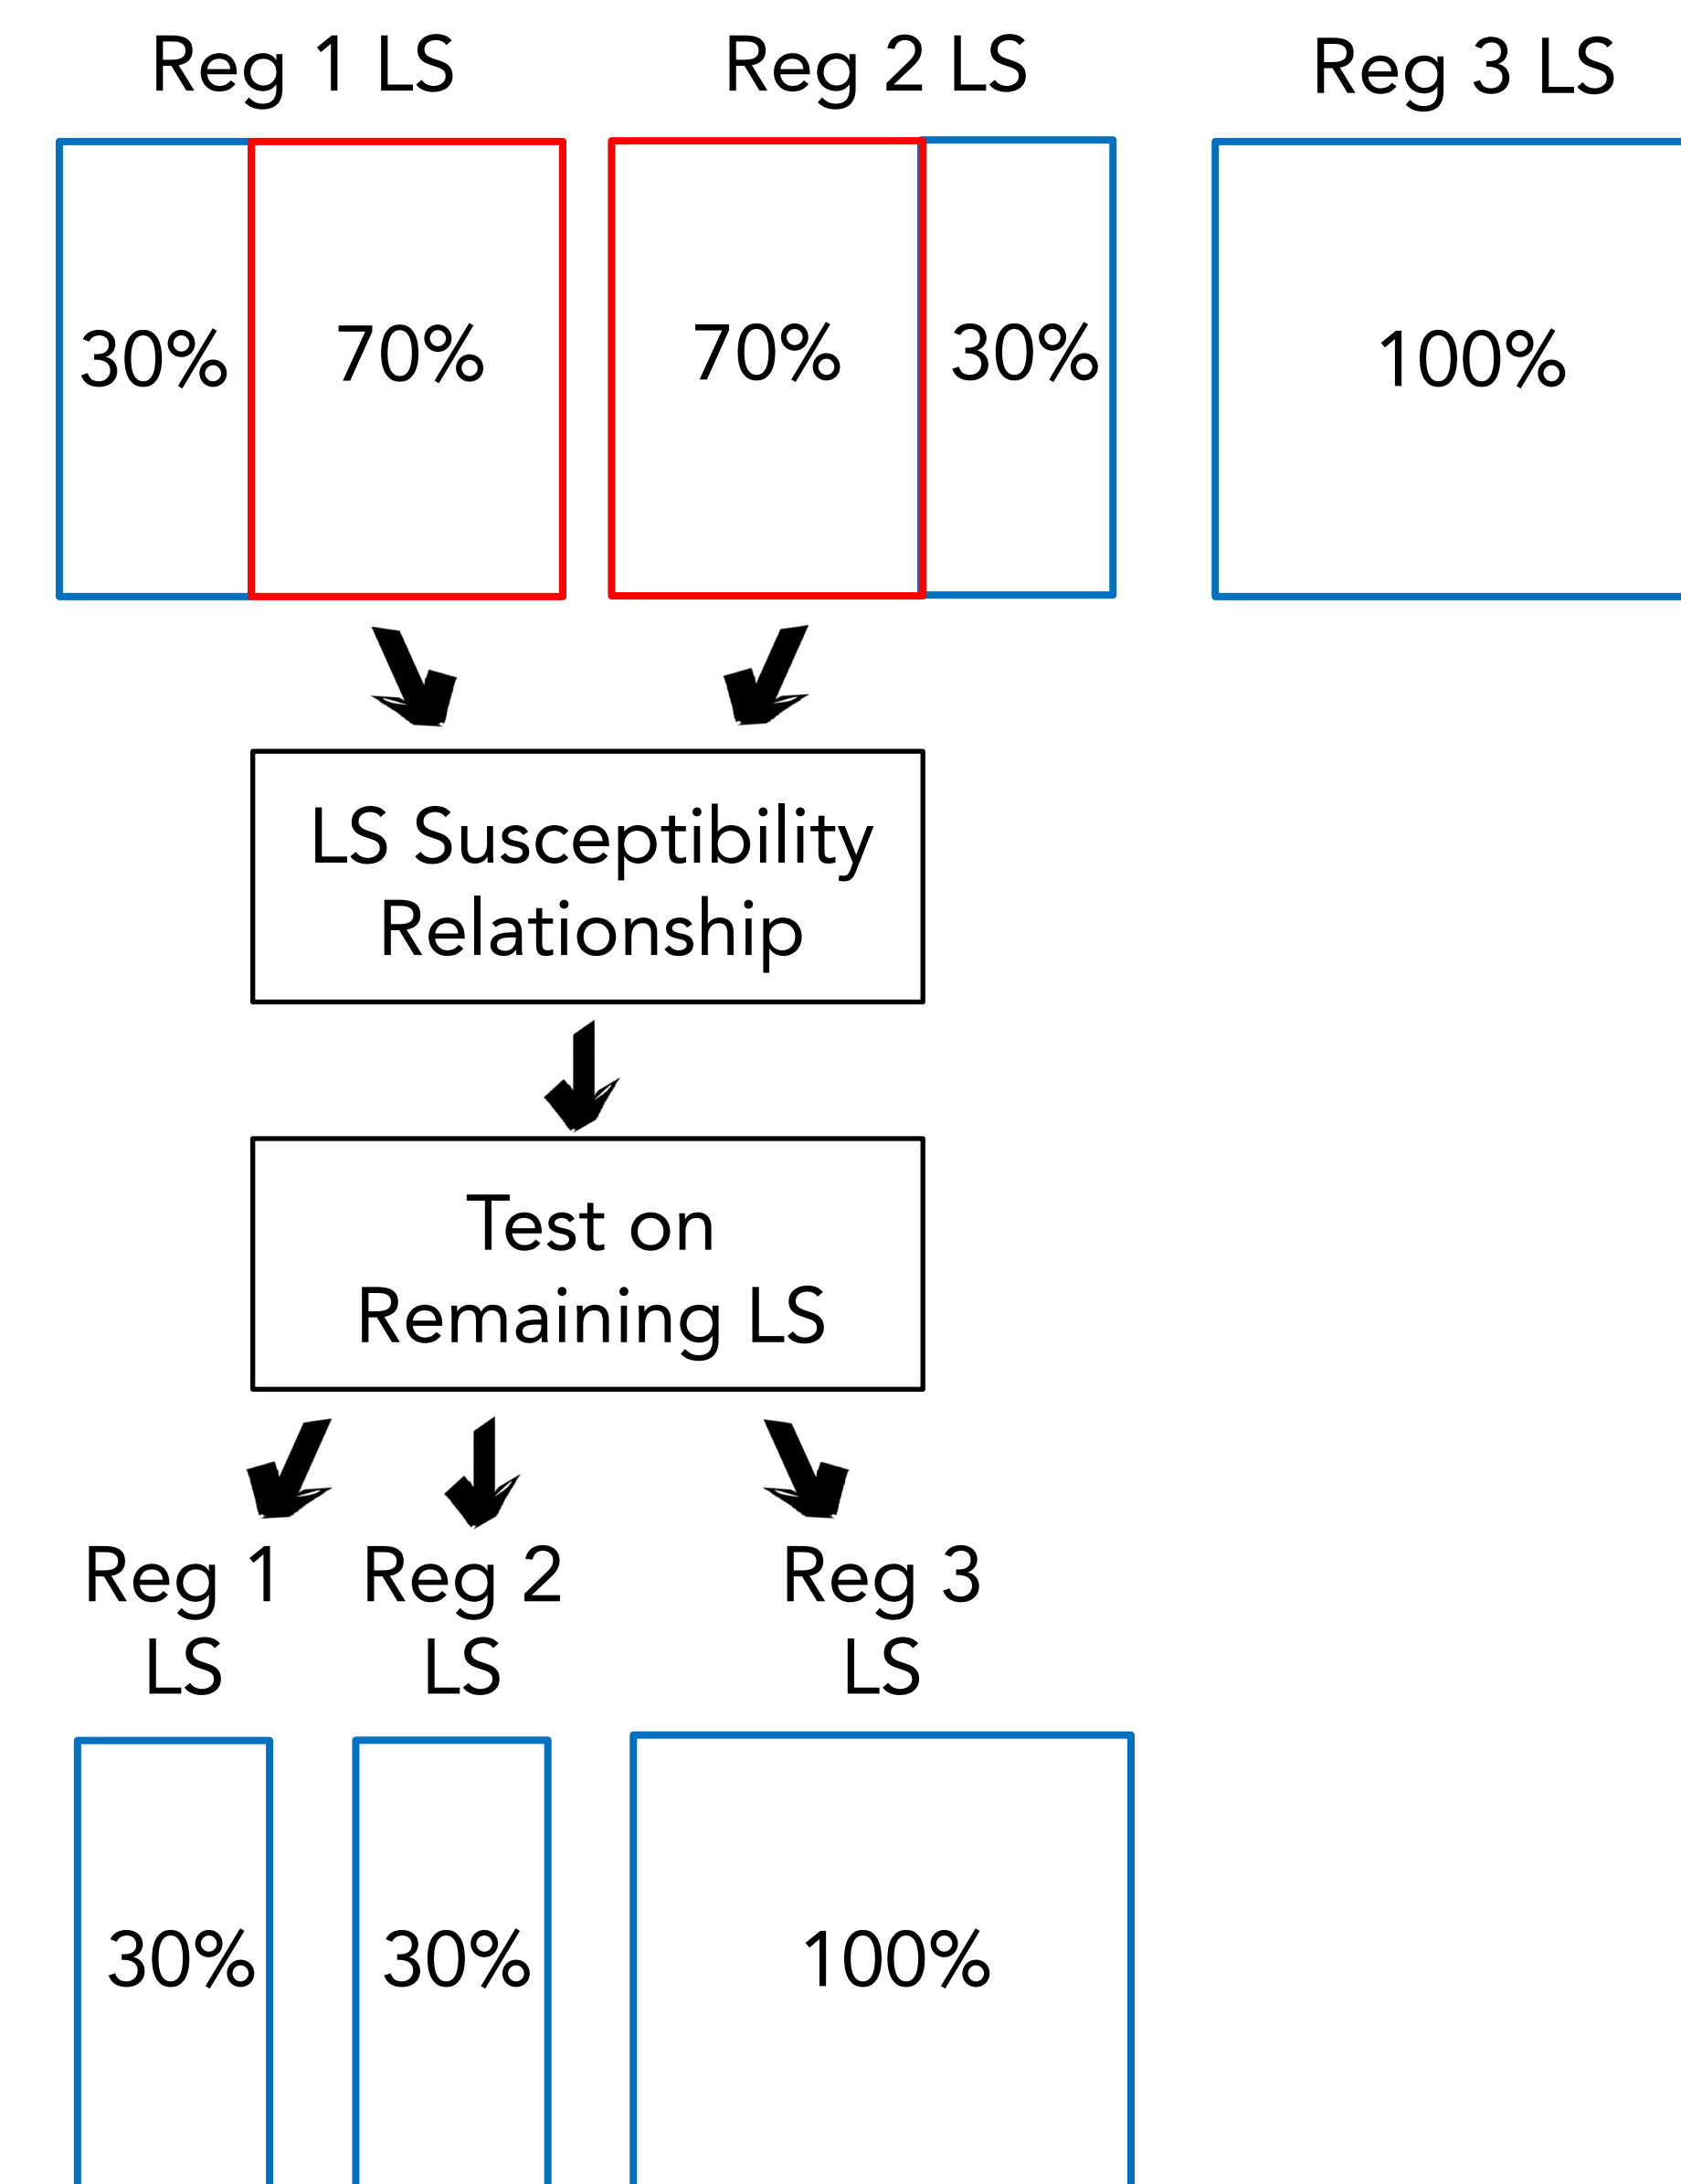 Reg 1 LS
Reg 2 LS
Reg 3 LS
30%
70%
70%
30%
100%
LS Susceptibility
Relationship
Test on
Remaining LS
Reg 1
LS
Reg 2
LS
Reg 3
LS
30%
30%
100%